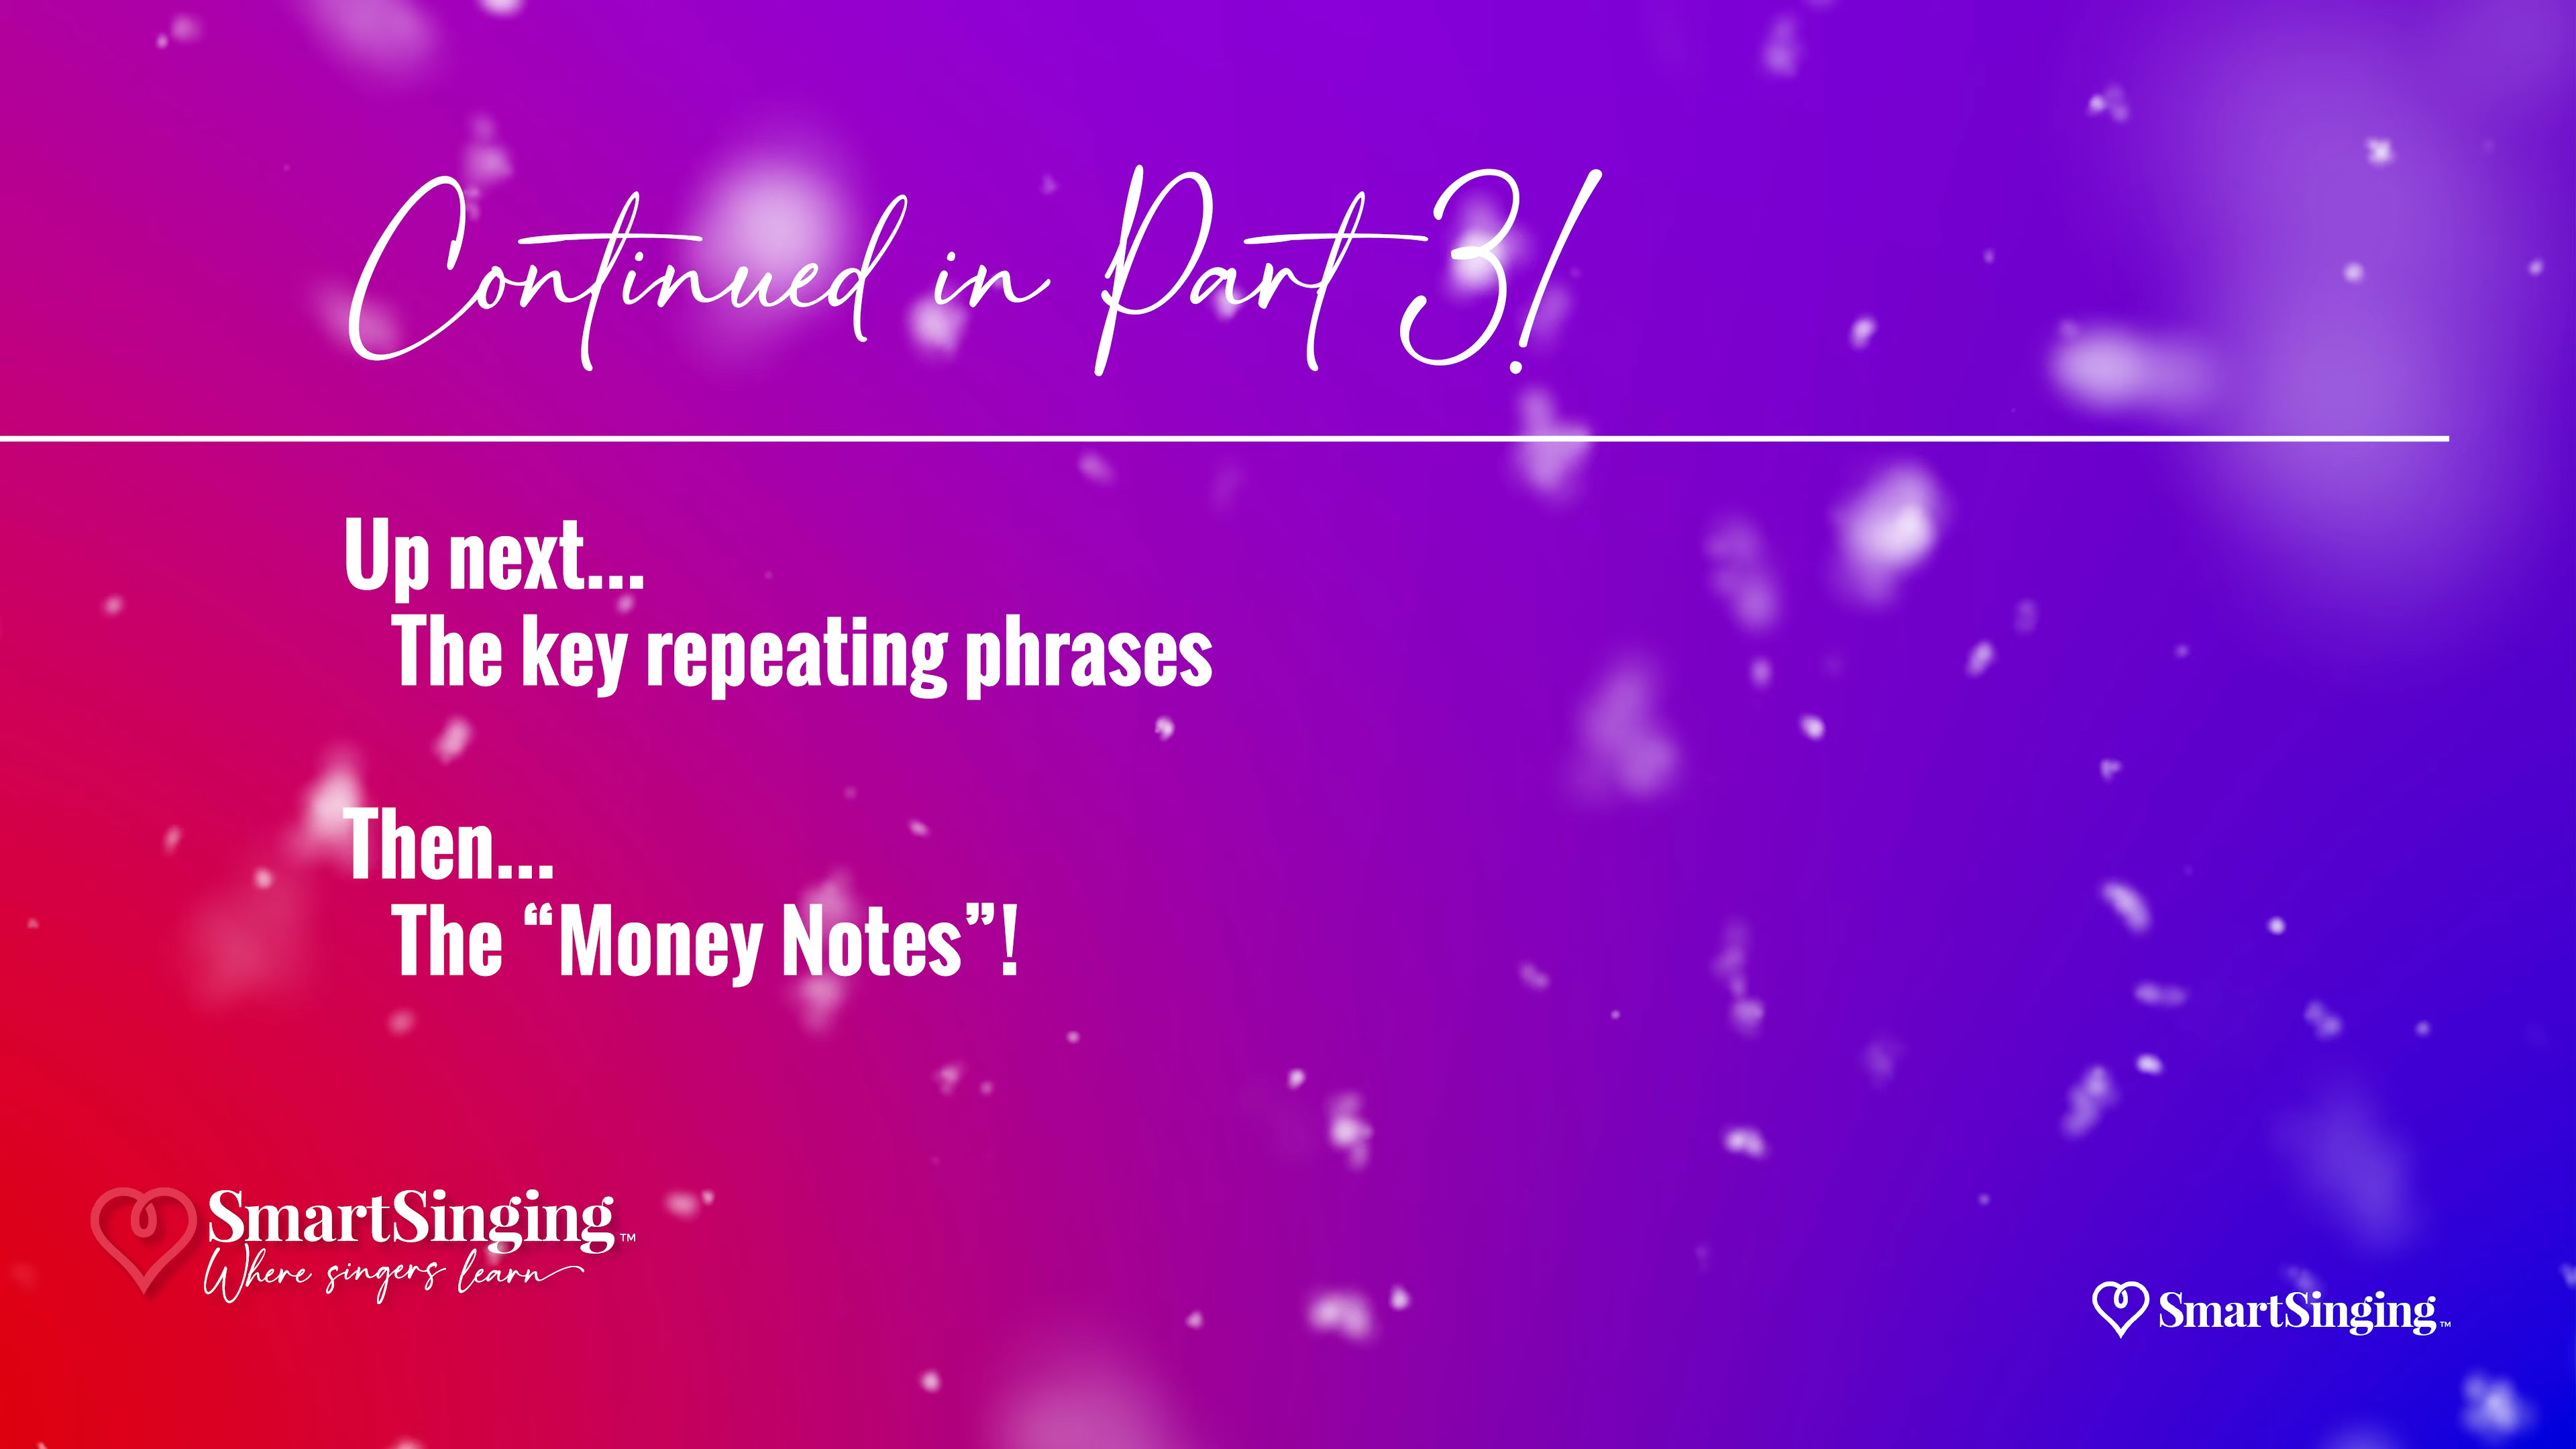 Continued in Part 3!
Up next...
The key repeating phrases
Then...
The “Money Notes”!
SmartSinging™
Where singers learn
SmartSinging™